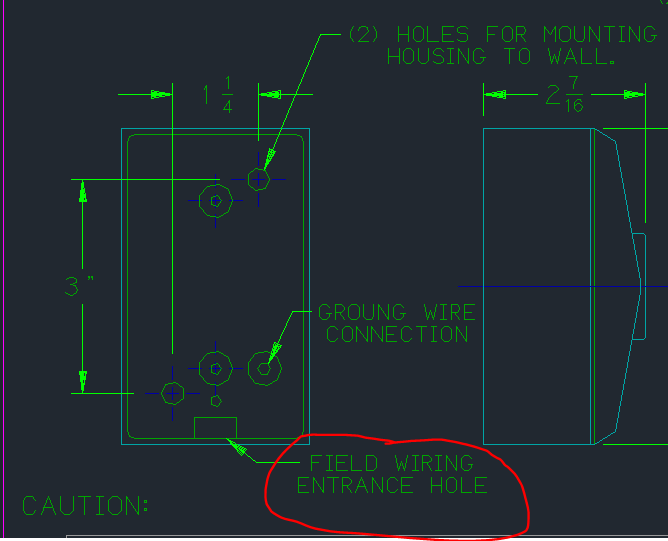 (2) HOLES FOR MOUNTING
HOUSING TO WALL.
1 1/4
2 7/16
3"
GROUNG WIRE
CONNECTION
FIELD WIRING
ENTRANCE HOLE
CAUTION: